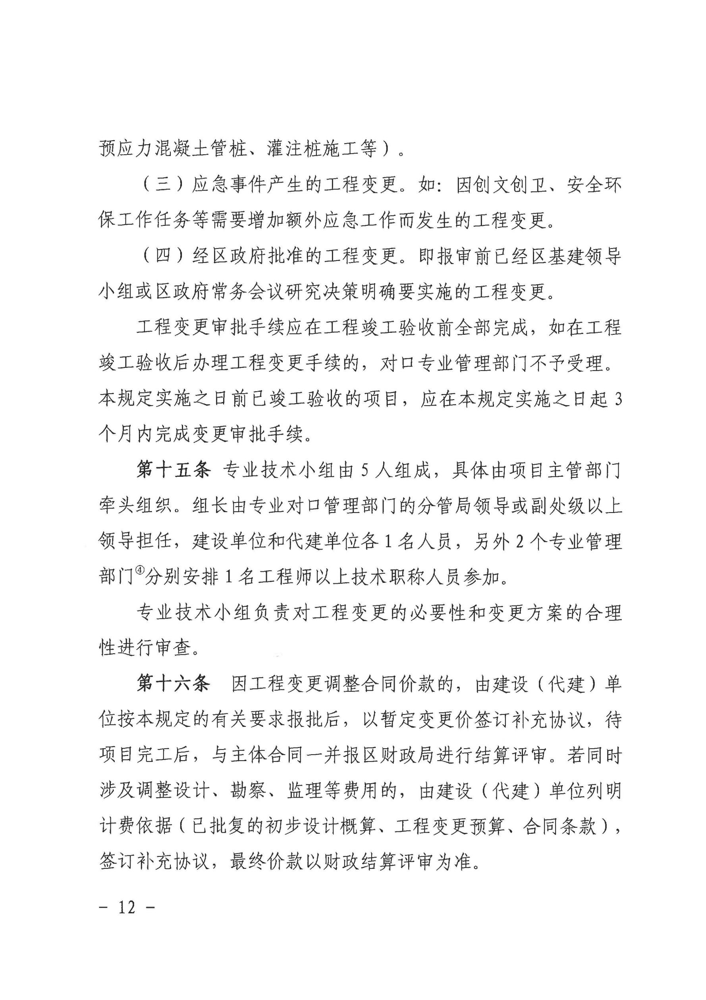 预应力混凝土管桩、灌注桩施工等）。
（三）应急事件产生的工程变更。如：因创文创卫、安全环
保工作任务等需要增加额外应急工作而发生的工程变更。
（四）经区政府批准的工程变更。即报审前已经区基建领导
小组或区政府常务会议研究决策明确要实施的工程变更。
工程变更审批手续应在工程竣工验收前全部完成，如在工程
竣工验收后办理工程变更手续的，对口专业管理部门不予受理。
本规定实施之日前已竣工验收的项目，应在本规定实施之日起 3
个月内完成变更审批手续。
第十五条 专业技术小组由 5 人组成，具体由项目主管部门
牵头组织。组长由专业对口管理部门的分管局领导或副处级以上
领导担任，建设单位和代建单位各 1 名人员，另外 2 个专业管理
部门④分别安排 1 名工程师以上技术职称人员参加。
专业技术小组负责对工程变更的必要性和变更方案的合理
性进行审查。
第十六条 因工程变更调整合同价款的，由建设（代建）单
位按本规定的有关要求报批后，以暂定变更价签订补充协议，待
项目完工后，与主体合同一并报区财政局进行结算评审。若同时
涉及调整设计、勘察、监理等费用的，由建设（代建）单位列明
计费依据（已批复的初步设计概算、工程变更预算、合同条款），
签订补充协议，最终价款以财政结算评审为准。
- 12 -